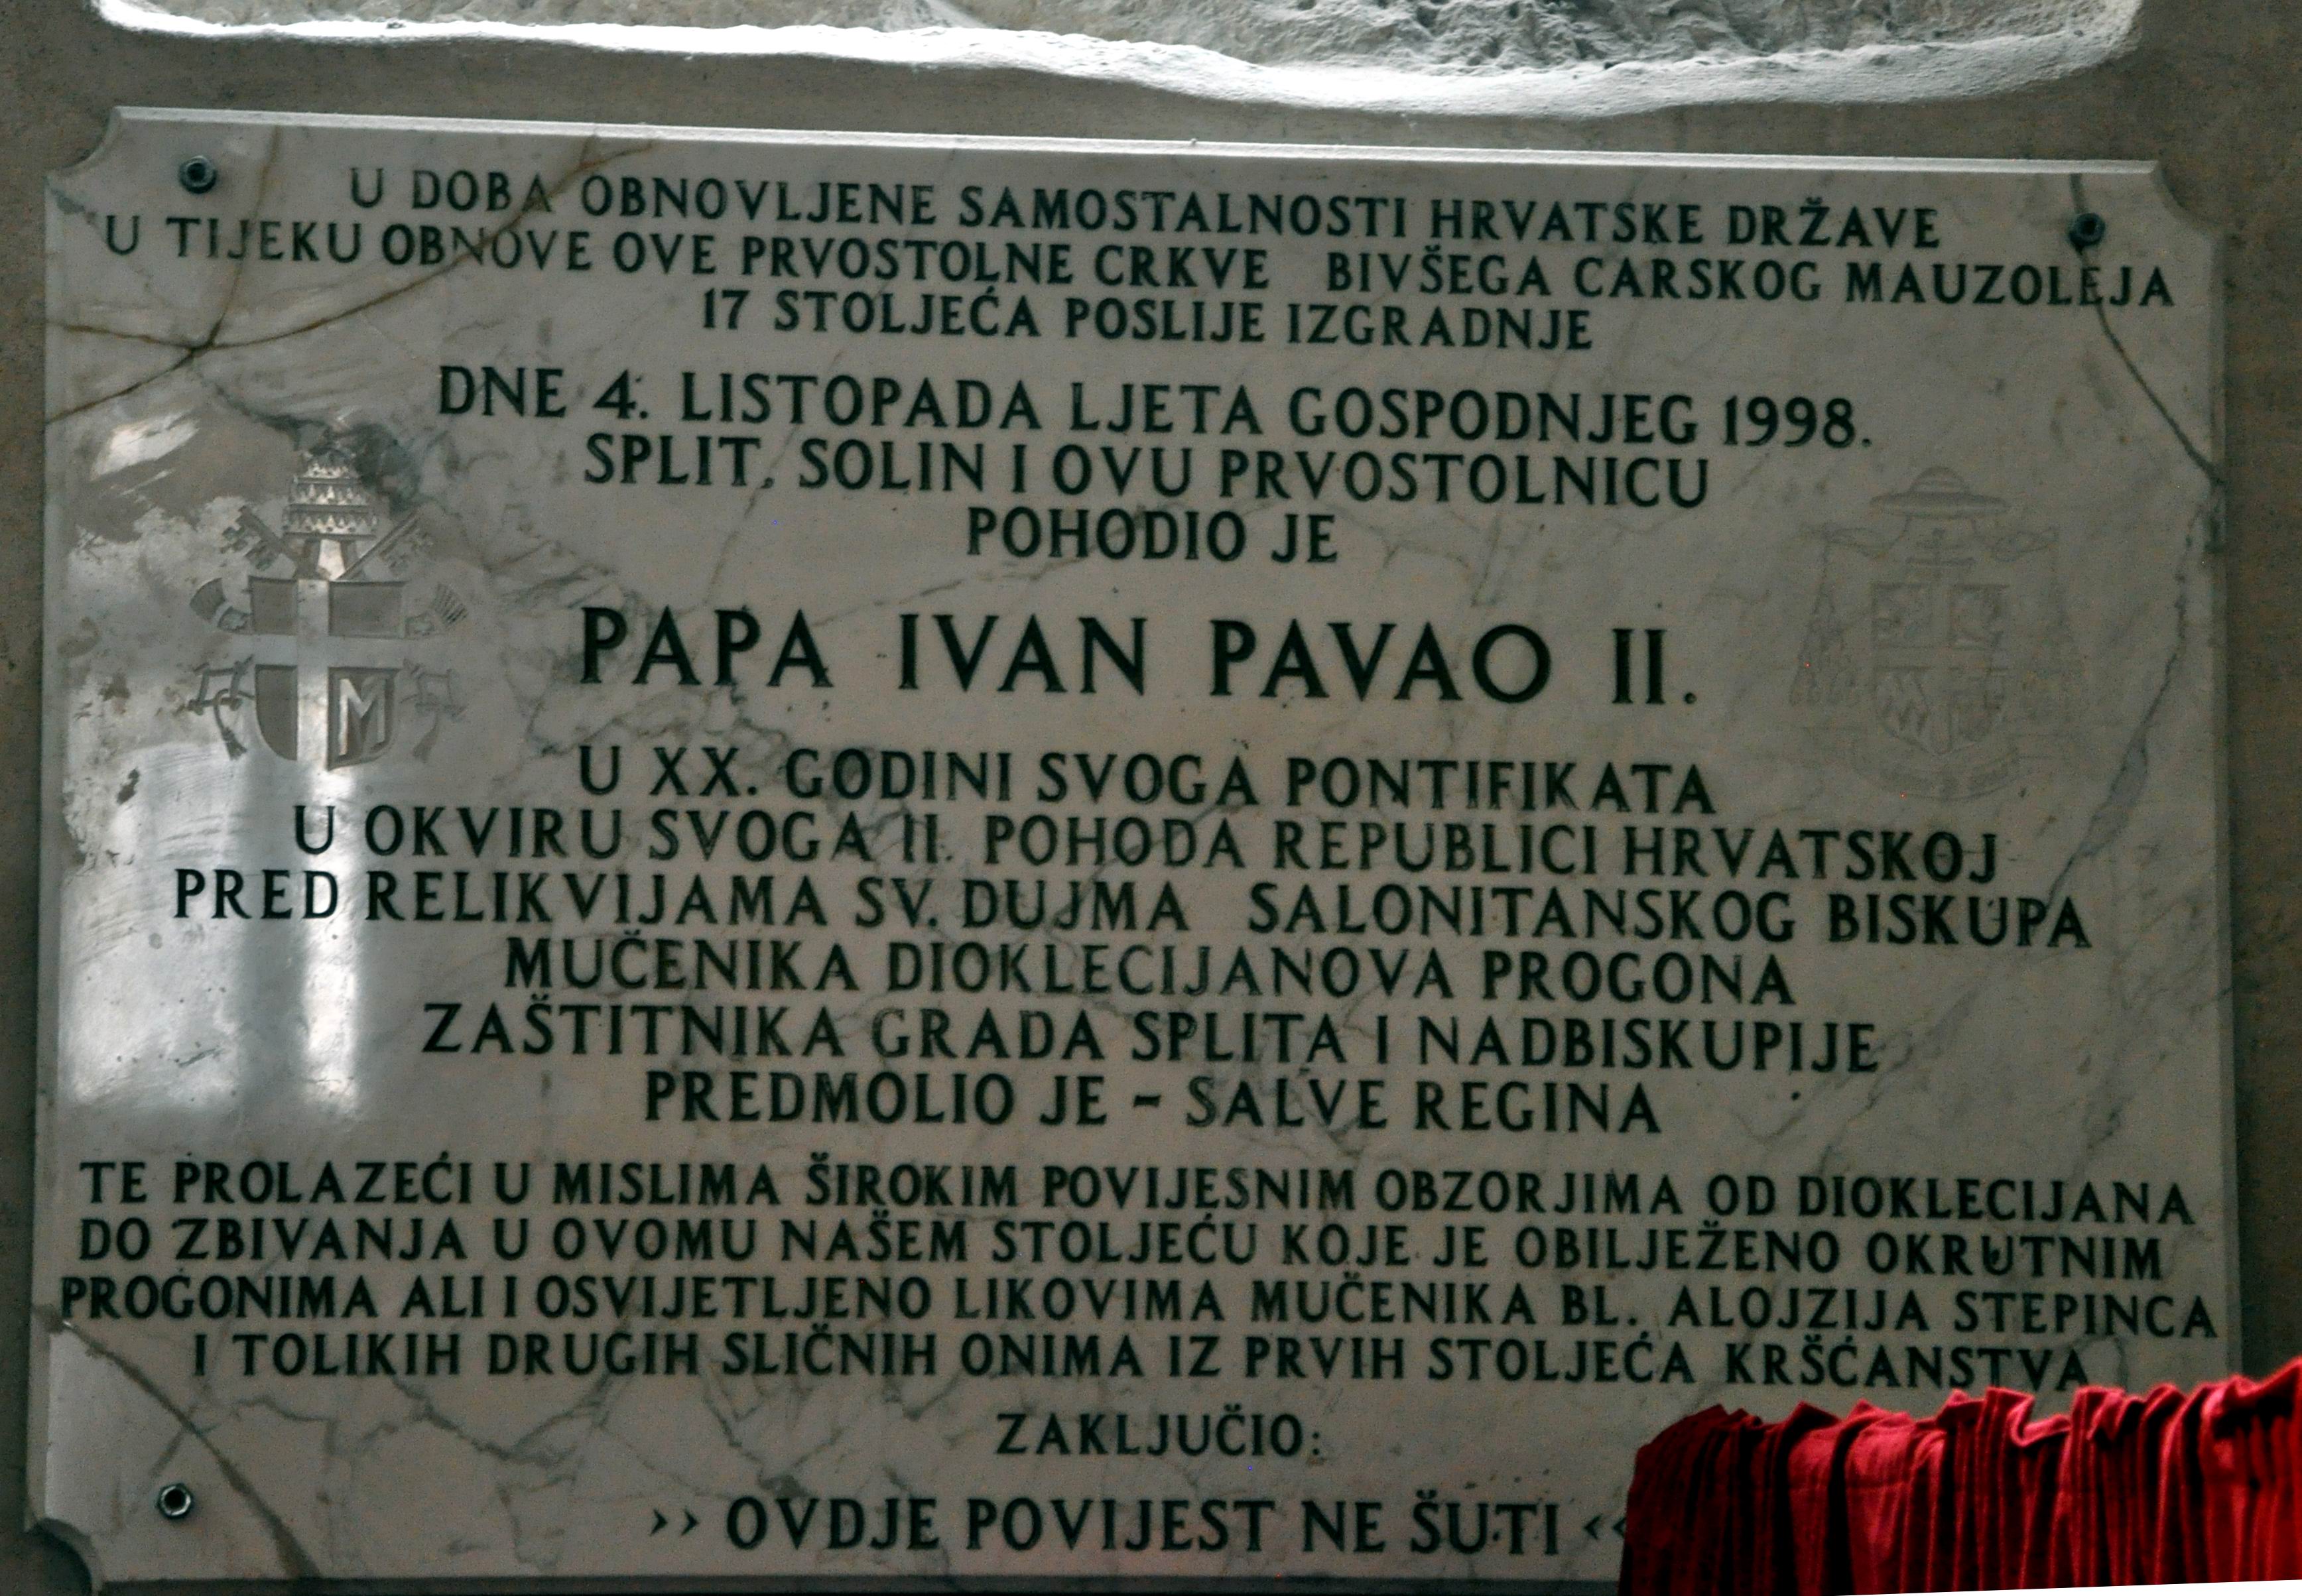 U DOBA OBNOVLJENE SAMOSTALNOSTI HRVATSKE DRŽAVE
U TIJEKU OBNOVE OVE PRVOSTOLNE CRKVE BIVŠEGA CARSKOG MAUZOLEJA
17 STOLJEĆA POSLIJE IZGRADNJE
DNE 4. LISTOPADA LJETA GOSPODNJEG 1998.
SPLIT, SOLIN I OVU PRVOSTOLNICU
POHODIO JE
PAPA IVAN PAVAO II.
M
U XX. GODINI SVOGA PONTIFIKATA
U OKVIRU SVOGA II. POHODA REPUBLICI HRVATSKOJ
PRED RELIKVIJAMA SV. DUJMA SALONITANSKOG BISKUPA
MUČENIKA DIOKLECIJANOVA PROGONA
ZAŠTITNIKA GRADA SPLITA I NADBISKUPIJE
PREDMOLIO JE - SALVE REGINA
TE PROLAZEĆI U MISLIMA ŠIROKIM POVIJESNIM OBZORJIMA OD DIOKLECIJANA
DO ZBIVANJA U OVOMU NAŠEM STOLJEĆU KOJE JE OBILJEŽENO OKRUTNIM
PROGONIMA ALI I OSVIJETLJENO LIKOVIMA MUČENIKA BL. ALOJZIJA STEPINCA
I TOLIKIH DRUGIH SLIČNIH ONIMA IZ PRVIH STOLJEĆA KRŠĆANSTVA
ZAKLJUČIO:
›› OVDJE POVIJEST NE ŠUTI ‹‹